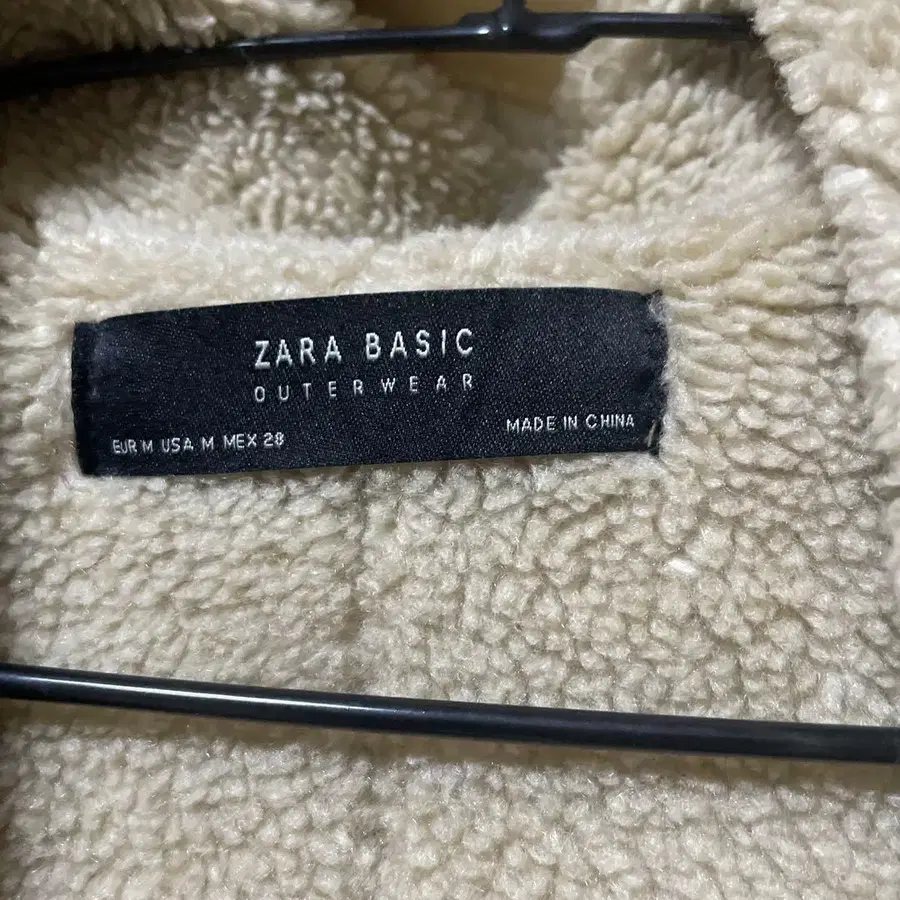 ZARA BASIC
OUTERWEAR
EUR M USA M MEX 28
MADE IN CHINA